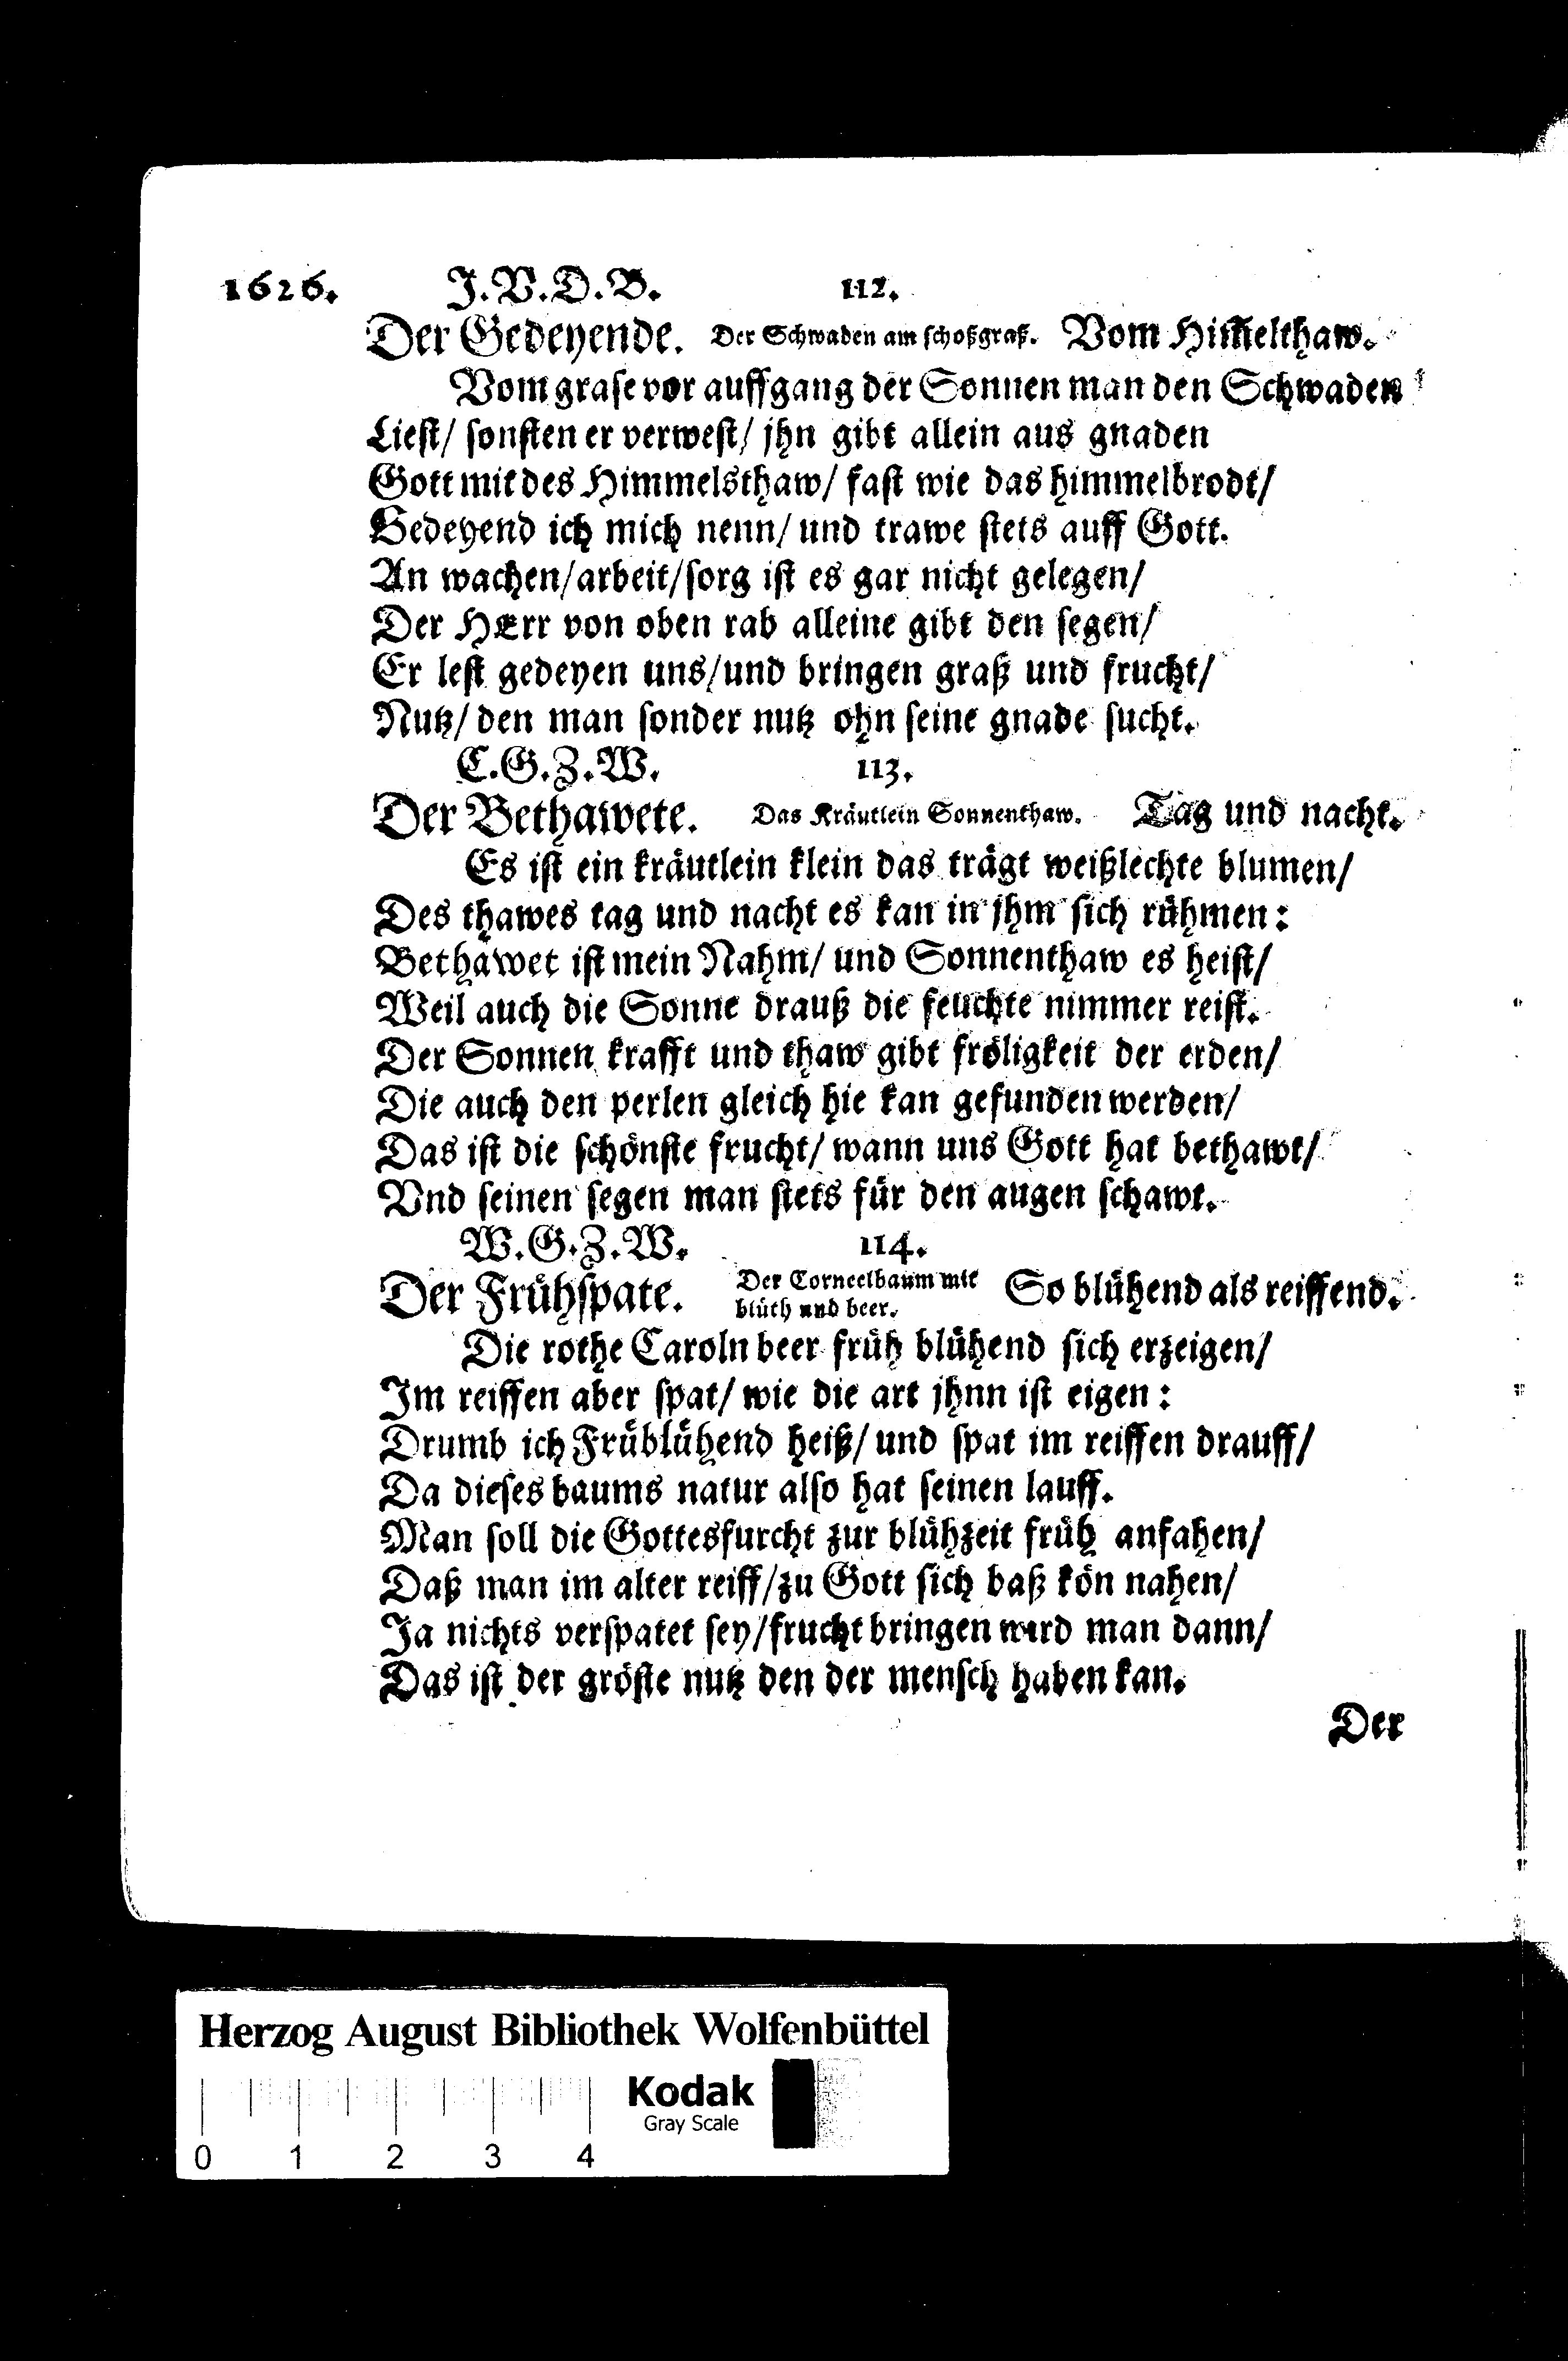 1626. J. V. D. B. 112.
Der Gedeyende. Der Schwaden am schoßgraß. Vom Him̃elthaw.
Vom grase vor auffgang der Sonnen man den Schwaden
Liest/ sonsten er verwest/ jhn gibt allein aus gnaden
Gott mit des Himmelsthaw/ fast wie das himmelbrodt/
Gedeyend ich mich nenn/ und trawe stets auff Gott.
An wachen/arbeit/sorg ist es gar nicht gelegen/
Der HErr von oben rab alleine gibt den segen/
Er lest gedeyen uns/und bringen graß und frucht/
Nutz/ den man sonder nutz ohn seine gnade sucht.
C. G. Z. W. 113.
Der Bethawete. Das Kräutlein Sonnenthaw. Tag und nacht.
Es ist ein kräutlein klein das trägt weißlechte blumen/
Des thawes tag und nacht es kan in jhm sich rühmen:
Bethawet ist mein Nahm/ und Sonnenthaw es heist/
Weil auch die Sonne drauß die feuchte nimmer reist.
Der Sonnen krafft und thaw gibt fröligkeit der erden/
Die auch den perlen gleich hie kan gefunden werden/
Das ist die schönste frucht/ wann uns Gott hat bethawt/
Vnd seinen segen man stets für den augen schawt.
W. G. Z. W. 114.
Der Frühspate. Der Corneelbaum mit blüth und beer. So blühend als reiffend.
Die rothe Caroln beer früh blühend sich erzeigen/
Im reiffen aber spat/ wie die art jhnn ist eigen:
Drumb ich Früblühend heiß/ und spat im reiffen drauff/
Da dieses baums natur also hat seinen lauff.
Man soll die Gottesfurcht zur blühzeit früh anfahen/
Daß man im alter reiff/zu Gott sich baß kön nahen/
Ja nichts verspatet sey/frucht bringen wird man dann/
Das ist der gröste nutz den der mensch haben kan.
Der
Herzog August Bibliothek Wolfenbüttel
Kodak
Gray Scale
0 1 2 3 4